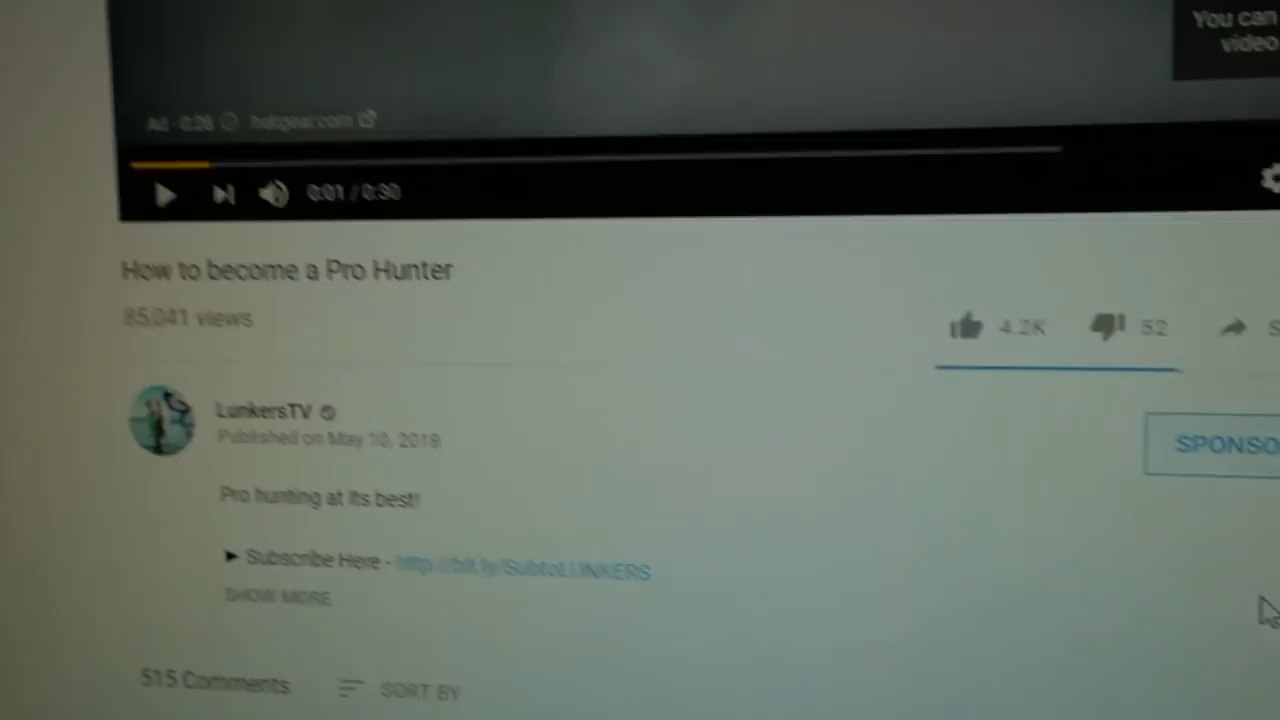 You can
video
Ad · 0:28 hukgear.com
0:01 / 0:30
How to become a Pro Hunter
85,041 views
4.2K 52 S
LunkersTV
Published on May 10, 2018
SPONSO
Pro hunting at its best!
► Subscribe Here - http://bit.ly/SubtoLUNKERS
SHOW MORE
515 Comments SORT BY